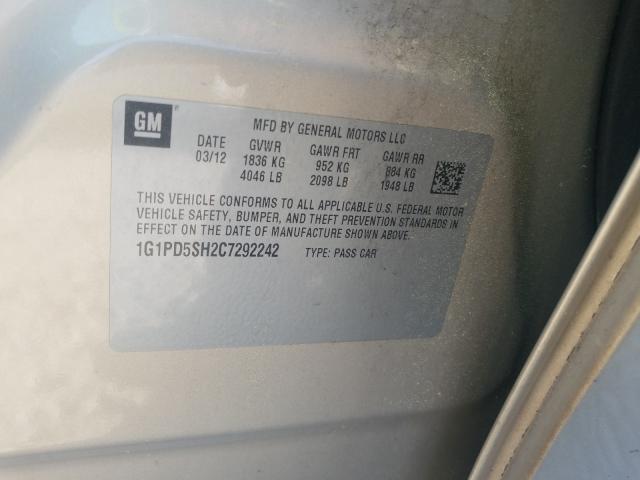 GM
MFD BY GENERAL MOTORS LLC
DATE GVWR GAWR FRT GAWR RR
03/12 1836 KG 952 KG 884 KG
4046 LB 2098 LB 1948 LB
THIS VEHICLE CONFORMS TO ALL APPLICABLE U.S. FEDERAL MOTOR
VEHICLE SAFETY, BUMPER, AND THEFT PREVENTION STANDARDS IN
EFFECT ON THE DATE OF MANUFACTURE SHOWN ABOVE.
1G1PD5SH2C7292242 TYPE: PASS CAR